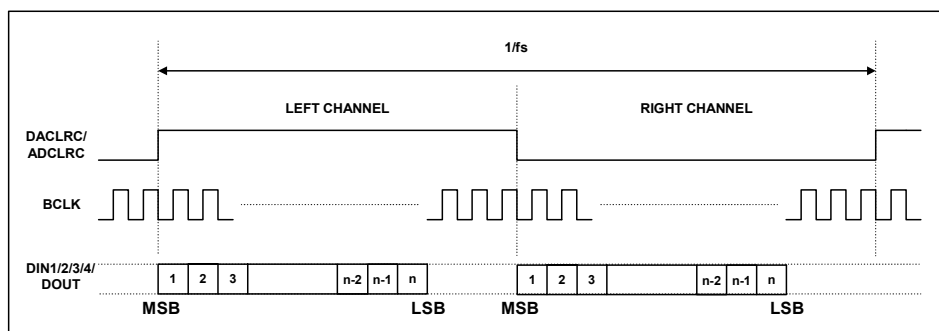 1/fs
LEFT CHANNEL
RIGHT CHANNEL
DACLRC/
ADCLRC
BCLK
DIN1/2/3/4/
DOUT
1 2 3 n-2 n-1 n 1 2 3 n-2 n-1 n
MSB LSB MSB LSB